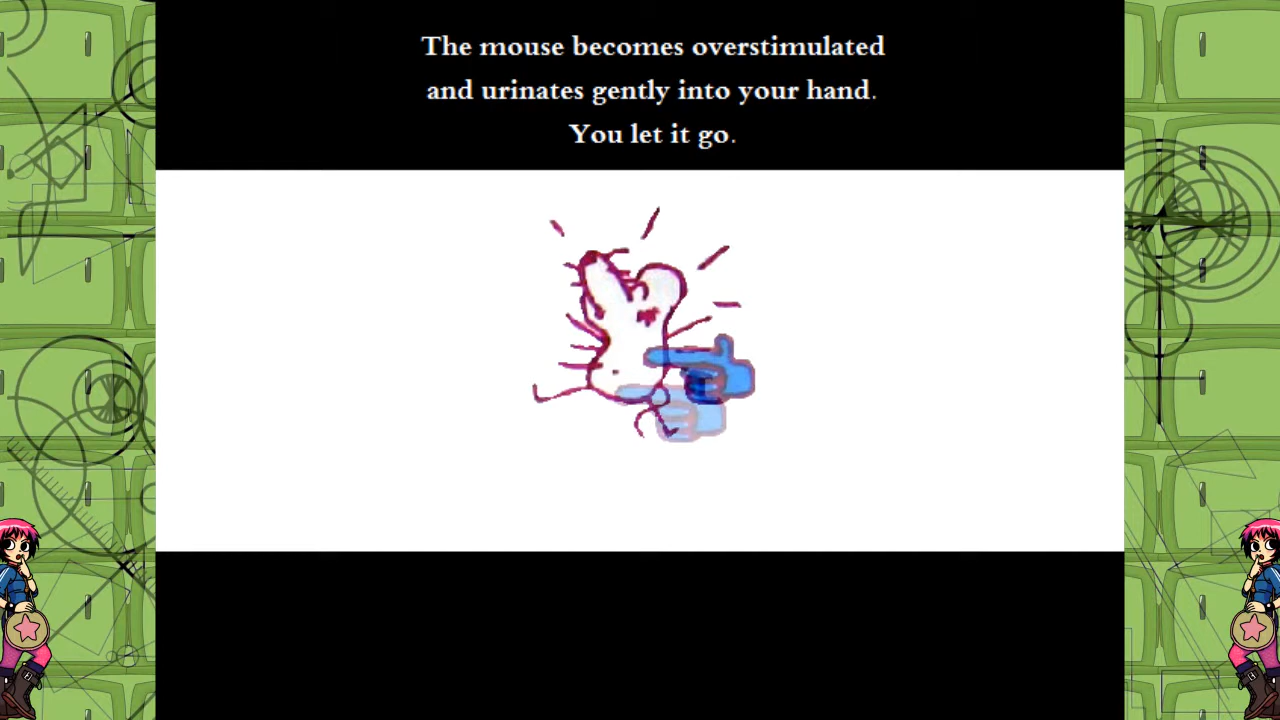 The mouse becomes overstimulated
and urinates gently into your hand.
You let it go.